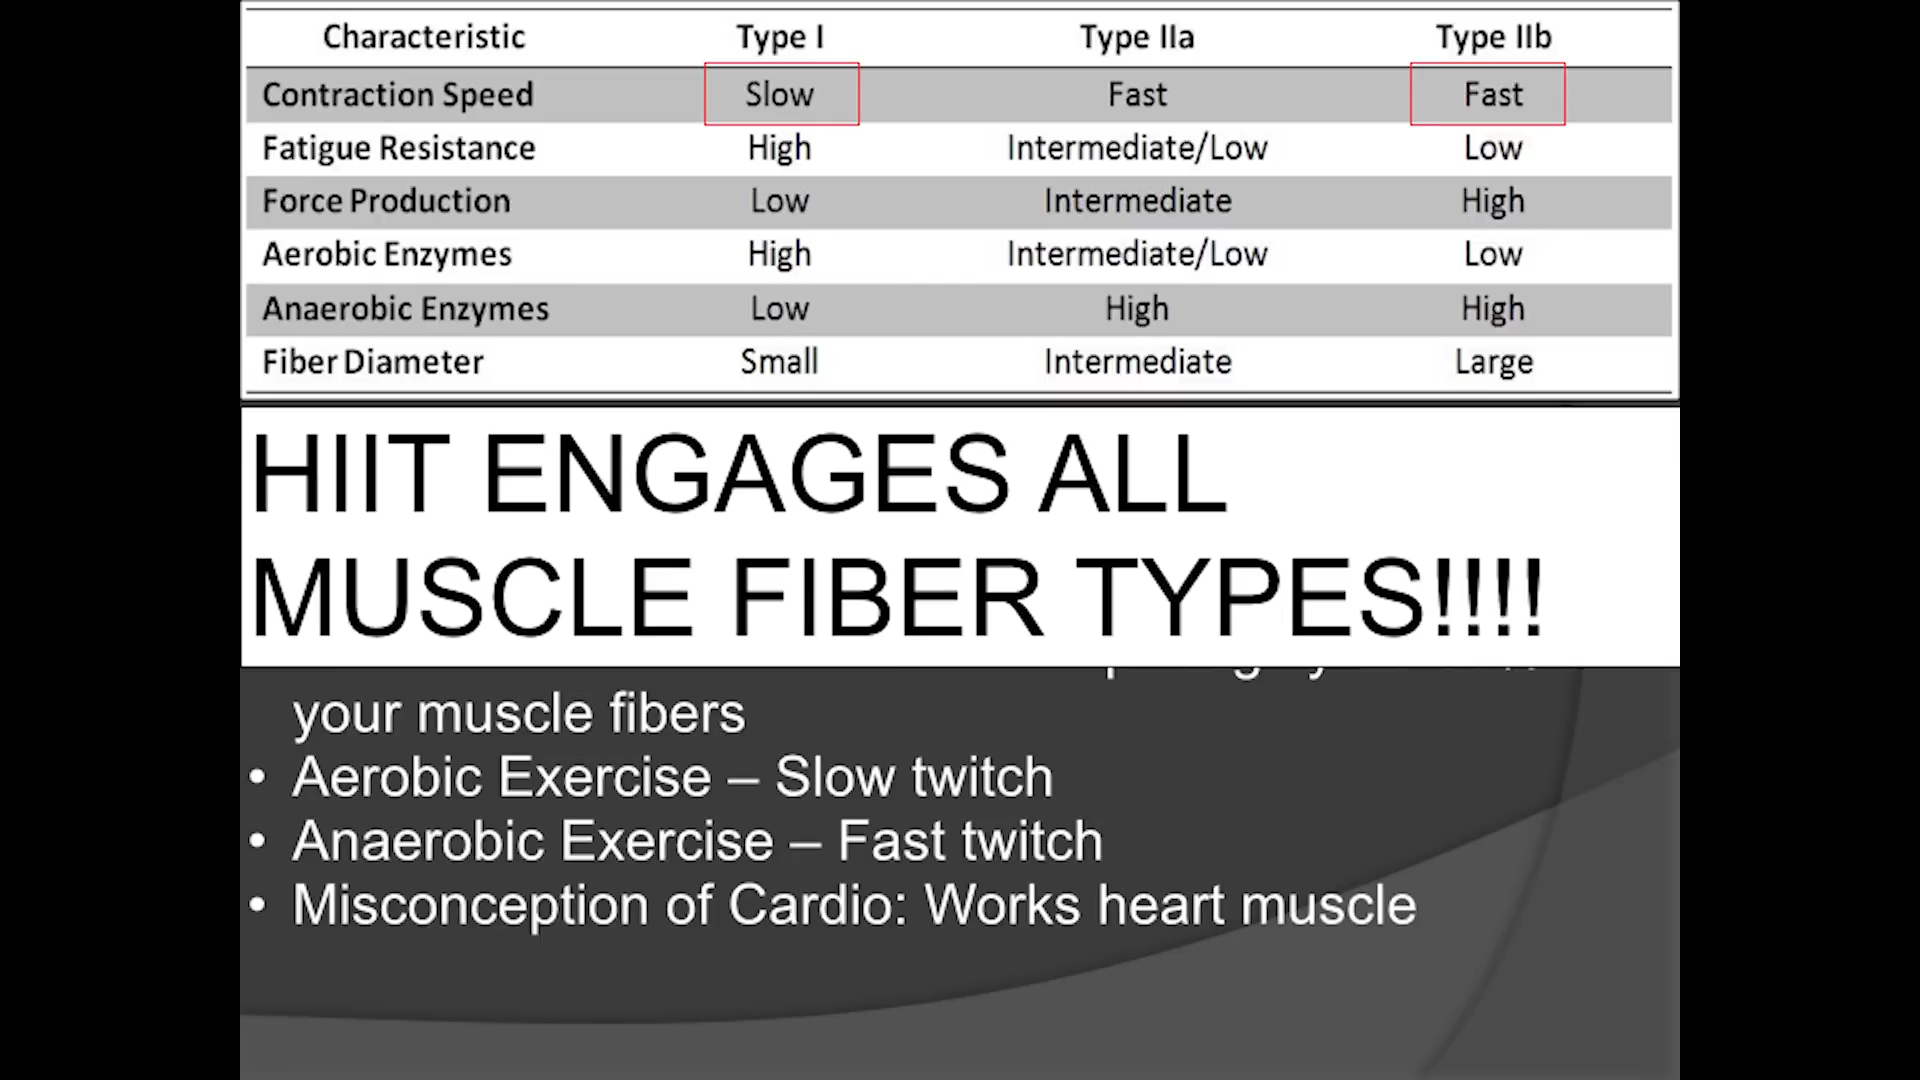 Characteristic Type I Type IIa Type IIb
Contraction Speed Slow Fast Fast
Fatigue Resistance High Intermediate/Low Low
Force Production Low Intermediate High
Aerobic Enzymes High Intermediate/Low Low
Anaerobic Enzymes Low High High
Fiber Diameter Small Intermediate Large
HIIT ENGAGES ALL
MUSCLE FIBER TYPES!!!!
your muscle fibers
• Aerobic Exercise – Slow twitch
• Anaerobic Exercise – Fast twitch
• Misconception of Cardio: Works heart muscle